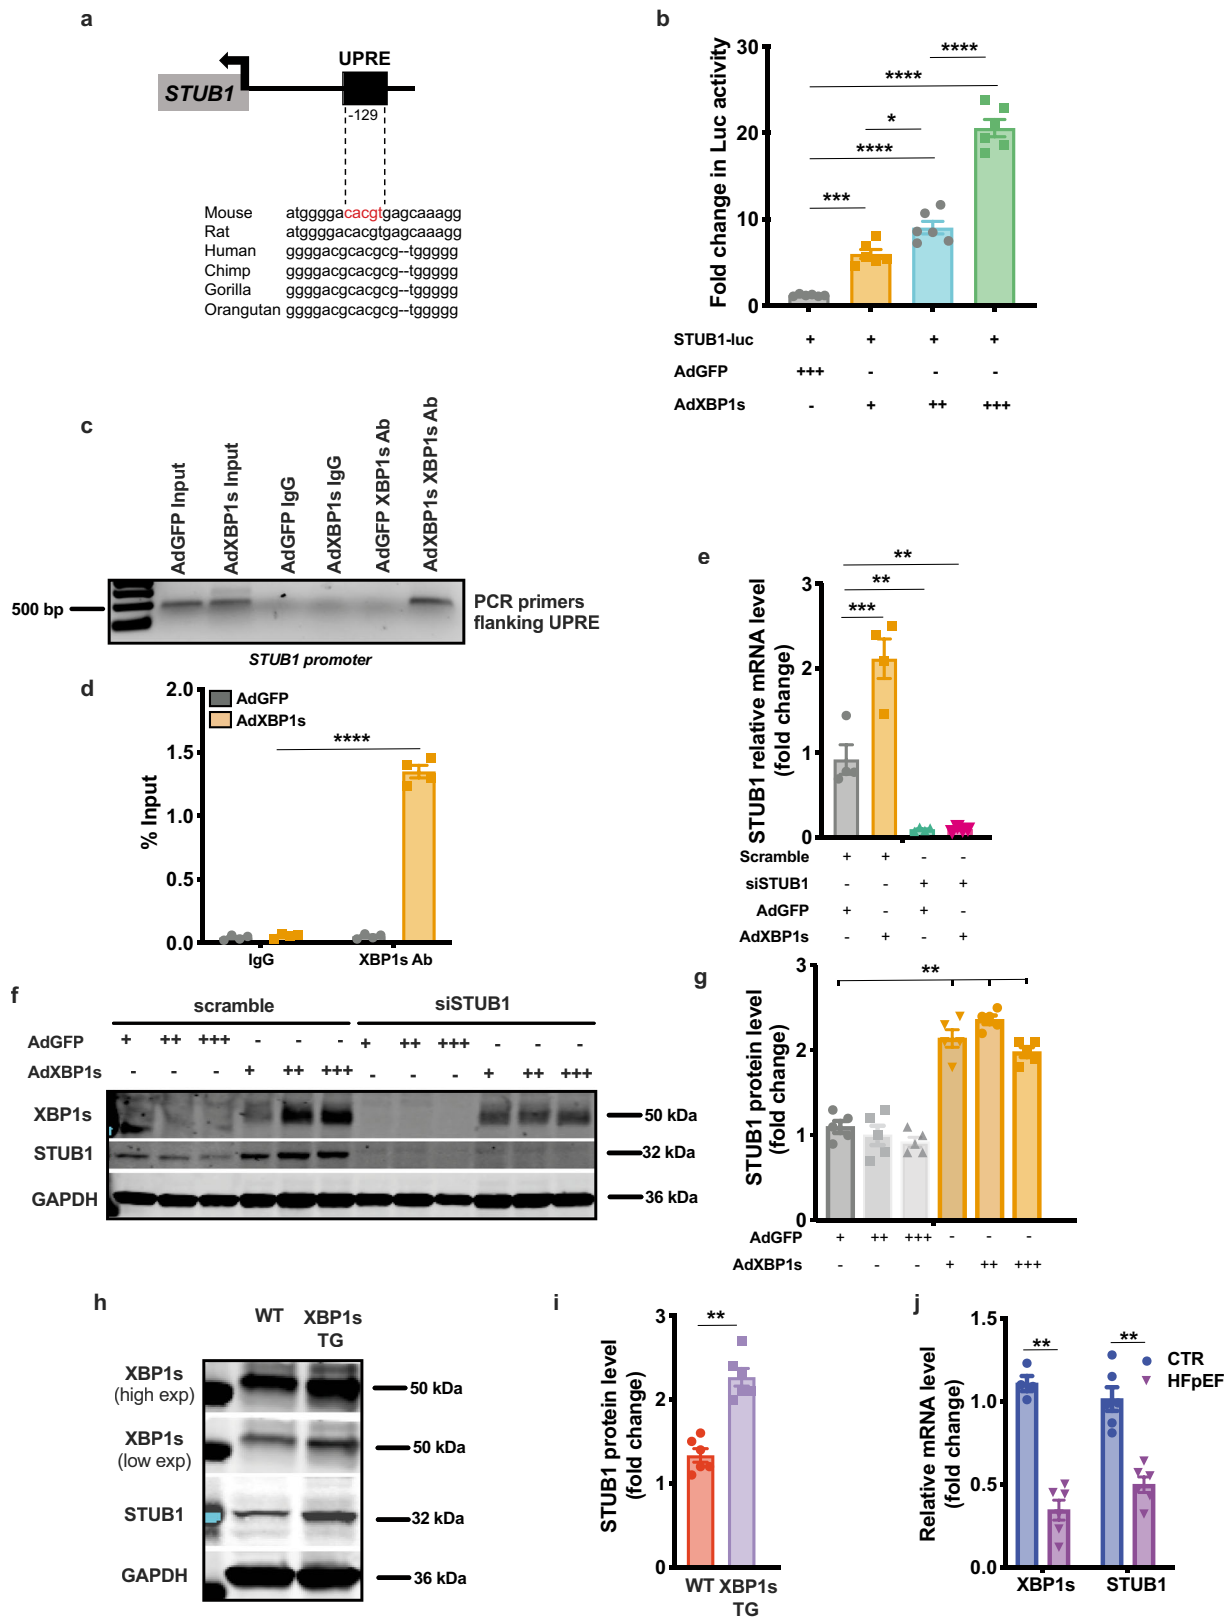 a
UPRE
STUB1
-129
Mouse atggggacacgtgagcaaagg
Rat atggggacacgtgagcaaagg
Human ggggacgcacgcg--tggggg
Chimp ggggacgcacgcg--tggggg
Gorilla ggggacgcacgcg--tggggg
Orangutan ggggacgcacgcg--tggggg
b
Fold change in Luc activity
30
20
10
0
****
****
*
****
***
STUB1-luc + + + +
AdGFP +++ - - -
AdXBP1s - + ++ +++
c
AdGFP Input
AdXBP1s Input
AdGFP IgG
AdXBP1s IgG
AdGFP XBP1s Ab
AdXBP1s XBP1s Ab
500 bp
PCR primers
flanking UPRE
STUB1 promoter
d
% Input
2.0
1.5
1.0
0.5
0.0
AdGFP
AdXBP1s
****
IgG XBP1s Ab
e
STUB1 relative mRNA level
(fold change)
3
2
1
0
**
**
***
Scramble + + - -
siSTUB1 - - + +
AdGFP + - + -
AdXBP1s - + - +
f
scramble siSTUB1
AdGFP + ++ +++ - - - + ++ +++ - - -
AdXBP1s - - - + ++ +++ - - - + ++ +++
XBP1s 50 kDa
STUB1 32 kDa
GAPDH 36 kDa
g
STUB1 protein level
(fold change)
3
2
1
0
**
AdGFP + ++ +++ - - -
AdXBP1s - - - + ++ +++
h
WT XBP1s
TG
XBP1s
(high exp)
50 kDa
XBP1s
(low exp)
50 kDa
STUB1 32 kDa
GAPDH 36 kDa
i
STUB1 protein level
(fold change)
3
2
1
0
**
WT XBP1s
TG
j
Relative mRNA level
(fold change)
1.5
1.0
0.5
0.0
** **
CTR
HFpEF
XBP1s STUB1